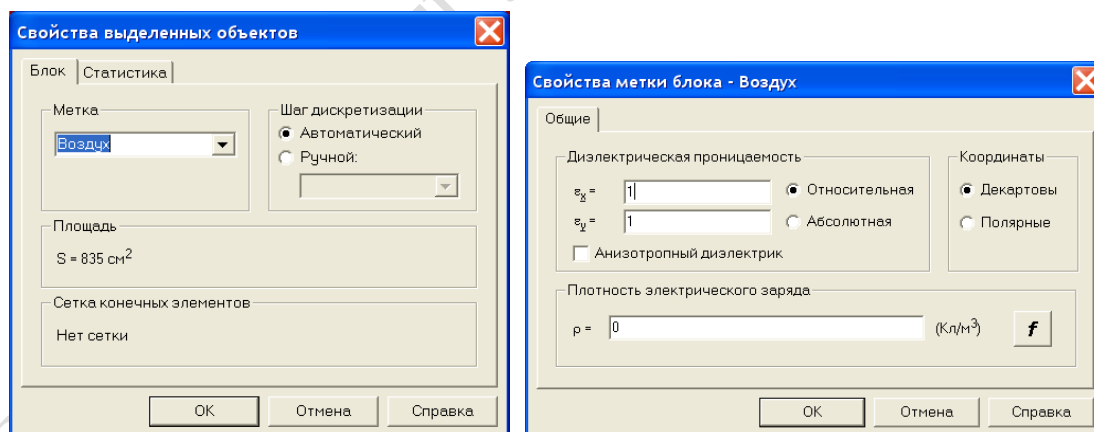 Свойства выделенных объектов
Блок
Статистика
Метка
Воздух
Шаг дискретизации
Автоматический
Ручной:
Площадь
S = 835 см²
Сетка конечных элементов
Нет сетки
ОК
Отмена
Справка
Свойства метки блока - Воздух
Общие
Диэлектрическая проницаемость
εx = 1
εy = 1
Относительная
Абсолютная
Анизотропный диэлектрик
Координаты
Декартовы
Полярные
Плотность электрического заряда
ρ = 0 (Кл/м³) f
ОК
Отмена
Справка